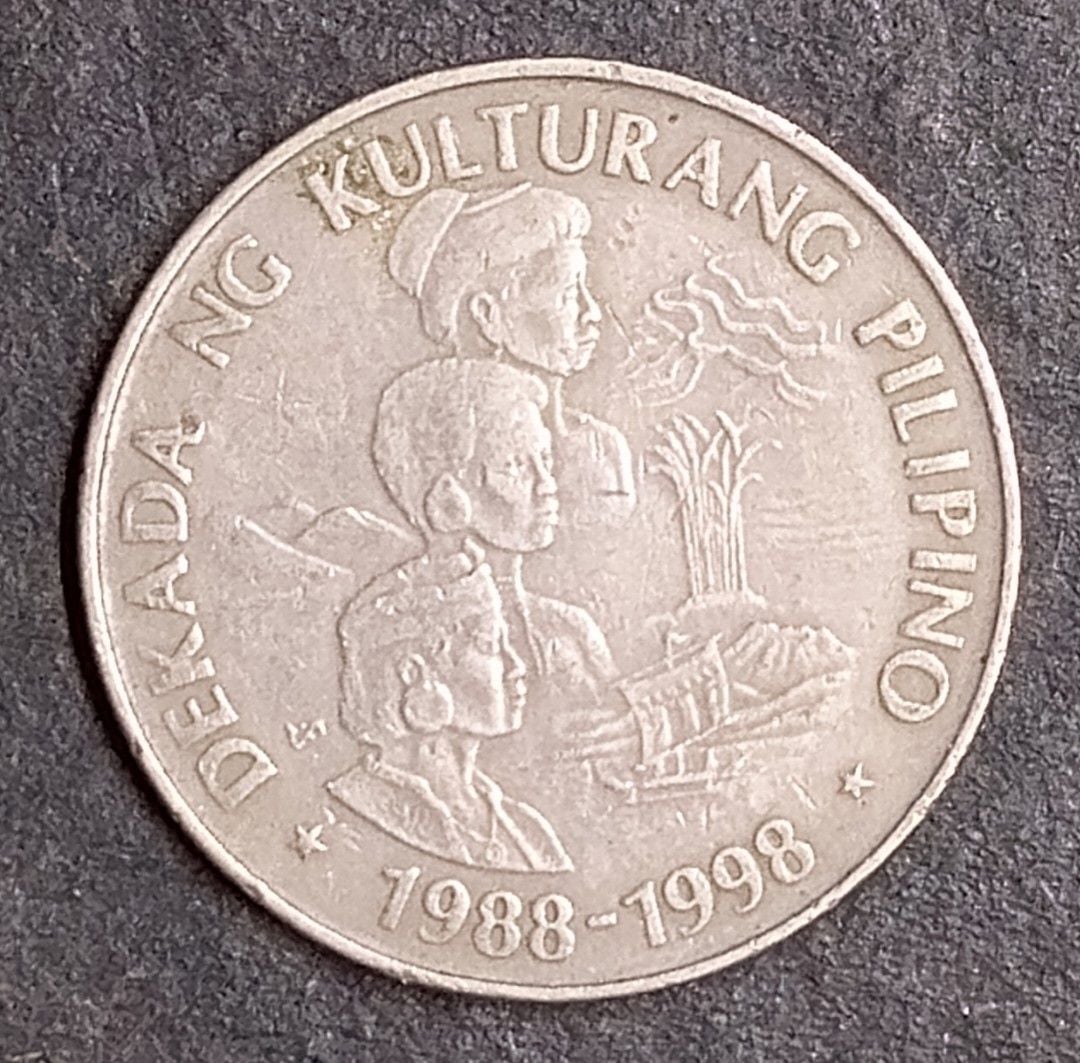 DEKADA NG KULTURANG PILIPINO
1988-1998